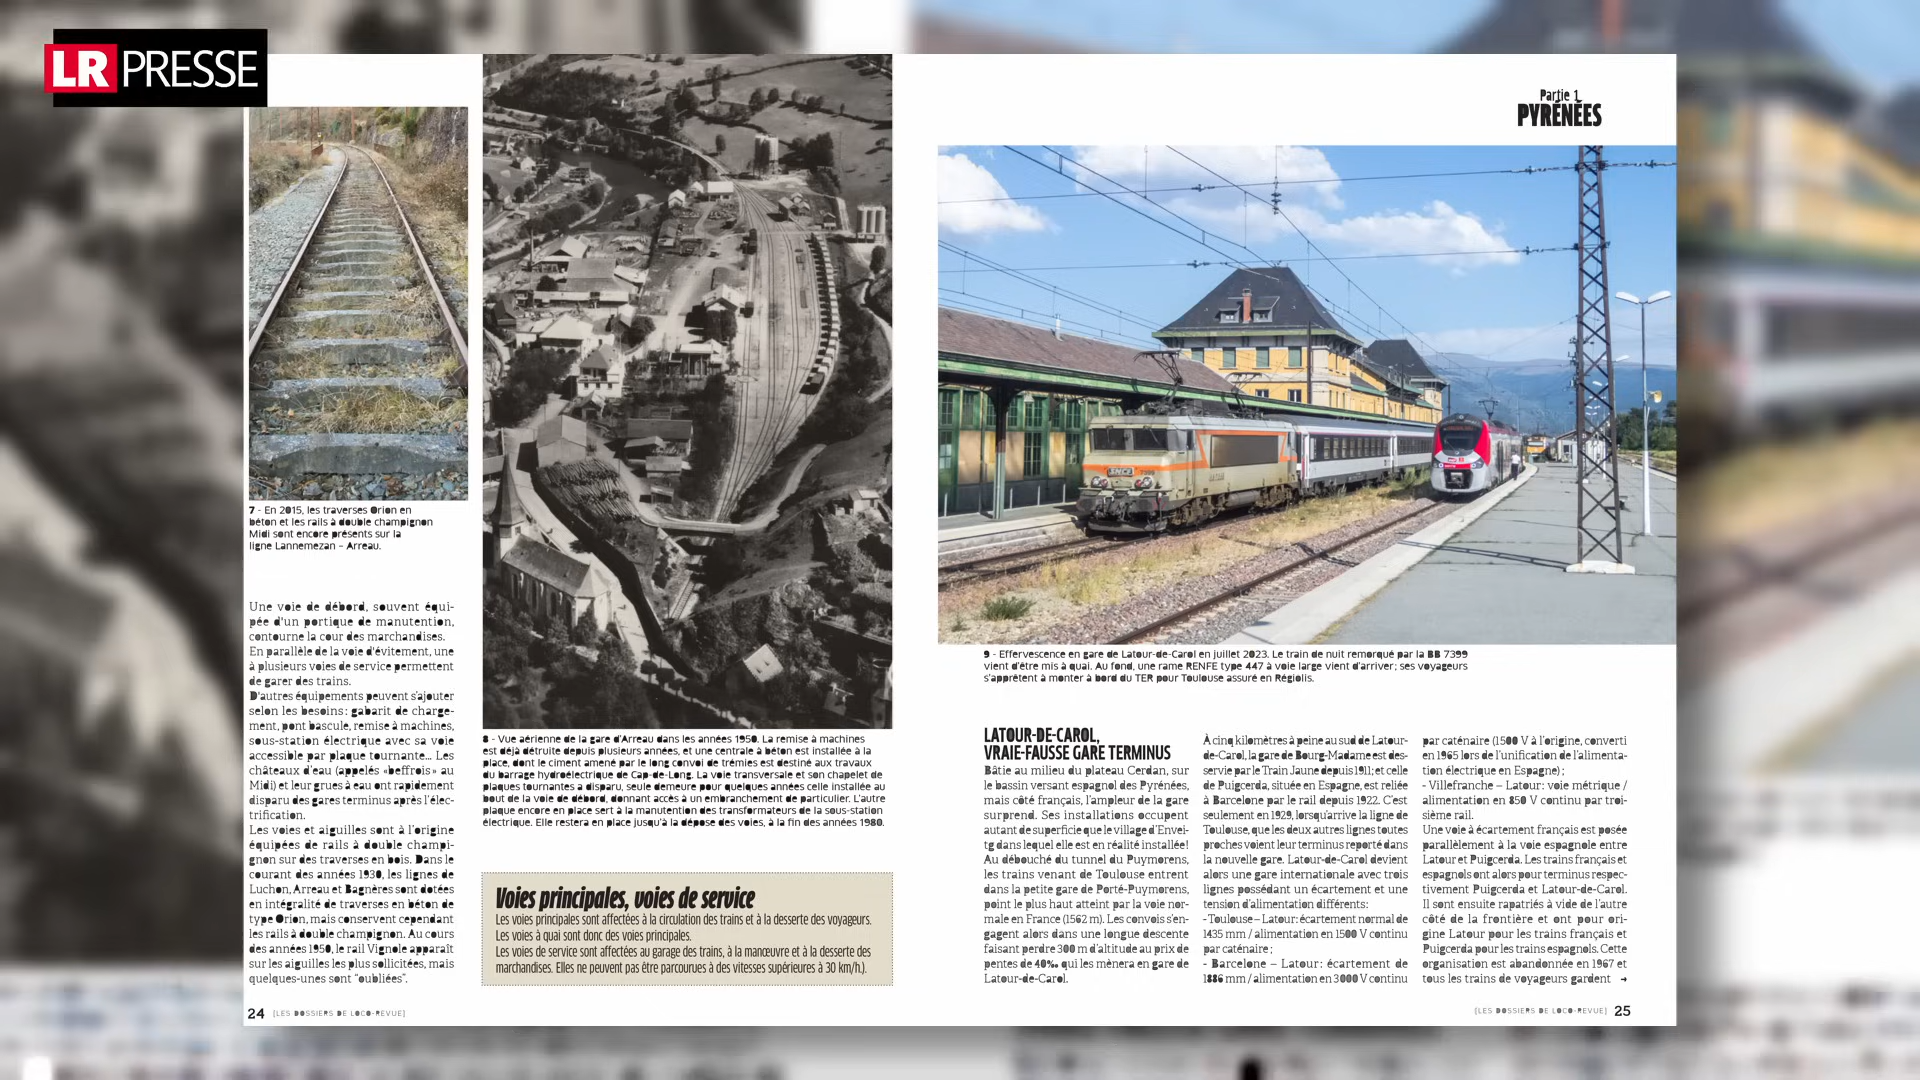 LR PRESSE
7 - En 2015, les traverses Orion en
béton et les rails à double champignon
Midi sont encore présents sur la
ligne Lannemezan – Arreau.
Une voie de débord, souvent équi-
pée d'un portique de manutention,
contourne la cour des marchandises.
En parallèle de la voie d'évitement, une
à plusieurs voies de service permettent
de garer des trains.
D'autres équipements peuvent s'ajouter
selon les besoins : gabarit de charge-
ment, pont bascule, remise à machines,
sous-station électrique avec sa voie
accessible par plaque tournante... Les
châteaux d'eau (appelés «beffrois» au
Midi) et leur grues à eau ont rapidement
disparu des gares terminus après l'élec-
trification.
Les voies et aiguilles sont à l'origine
équipées de rails à double champi-
gnon sur des traverses en bois. Dans le
courant des années 1930, les lignes de
Luchon, Arreau et Bagnères sont dotées
en intégralité de traverses en béton de
type Orion, mais conservent cependant
les rails à double champignon. Au cours
des années 1950, le rail Vignole apparaît
sur les aiguilles les plus sollicitées, mais
quelques-unes sont "oubliées".
8 - Vue aérienne de la gare d'Arreau dans les années 1950. La remise à machines
est déjà détruite depuis plusieurs années, et une centrale à béton est installée à la
place, dont le ciment amené par le long convoi de trémies est destiné aux travaux
du barrage hydroélectrique de Cap-de-Long. La voie transversale et son chapelet de
plaques tournantes a disparu, seule demeure pour quelques années celle installée au
bout de la voie de débord, donnant accès à un embranchement de particulier. L'autre
plaque encore en place sert à la manutention des transformateurs de la sous-station
électrique. Elle restera en place jusqu'à la dépose des voies, à la fin des années 1980.
Voies principales, voies de service
Les voies principales sont affectées à la circulation des trains et à la desserte des voyageurs.
Les voies à quai sont donc des voies principales.
Les voies de service sont affectées au garage des trains, à la manœuvre et à la desserte des
marchandises. Elles ne peuvent pas être parcourues à des vitesses supérieures à 30 km/h.).
24 [LES DOSSIERS DE LOCO-REVUE]
Partie 1
PYRÉNÉES
SNCF 7399
9 - Effervescence en gare de Latour-de-Carol en juillet 2023. Le train de nuit remorqué par la BB 7399
vient d'être mis à quai. Au fond, une rame RENFE type 447 à voie large vient d'arriver ; ses voyageurs
s'apprêtent à monter à bord du TER pour Toulouse assuré en Régiolis.
LATOUR-DE-CAROL,
VRAIE-FAUSSE GARE TERMINUS
Bâtie au milieu du plateau Cerdan, sur
le bassin versant espagnol des Pyrénées,
mais côté français, l'ampleur de la gare
surprend. Ses installations occupent
autant de superficie que le village d'Envei-
tg dans lequel elle est en réalité installée!
Au débouché du tunnel du Puymorens,
les trains venant de Toulouse entrent
dans la petite gare de Porté-Puymorens,
point le plus haut atteint par la voie nor-
male en France (1562 m). Les convois s'en-
gagent alors dans une longue descente
faisant perdre 300 m d'altitude au prix de
pentes de 40‰ qui les mènera en gare de
Latour-de-Carol.
À cinq kilomètres à peine au sud de Latour-
de-Carol, la gare de Bourg-Madame est des-
servie par le Train Jaune depuis 1911; et celle
de Puigcerda, située en Espagne, est reliée
à Barcelone par le rail depuis 1922. C'est
seulement en 1929, lorsqu'arrive la ligne de
Toulouse, que les deux autres lignes toutes
proches voient leur terminus reporté dans
la nouvelle gare. Latour-de-Carol devient
alors une gare internationale avec trois
lignes possédant un écartement et une
tension d'alimentation différents:
- Toulouse – Latour: écartement normal de
1435 mm / alimentation en 1500 V continu
par caténaire ;
- Barcelone – Latour: écartement de
1886 mm / alimentation en 3000 V continu
par caténaire (1500 V à l'origine, converti
en 1965 lors de l'unification de l'alimenta-
tion électrique en Espagne) ;
- Villefranche – Latour: voie métrique /
alimentation en 850 V continu par troi-
sième rail.
Une voie à écartement français est posée
parallèlement à la voie espagnole entre
Latour et Puigcerda. Les trains français et
espagnols ont alors pour terminus respec-
tivement Puigcerda et Latour-de-Carol.
Il sont ensuite rapatriés à vide de l'autre
côté de la frontière et ont pour ori-
gine Latour pour les trains français et
Puigcerda pour les trains espagnols. Cette
organisation est abandonnée en 1967 et
tous les trains de voyageurs gardent →
[LES DOSSIERS DE LOCO-REVUE] 25